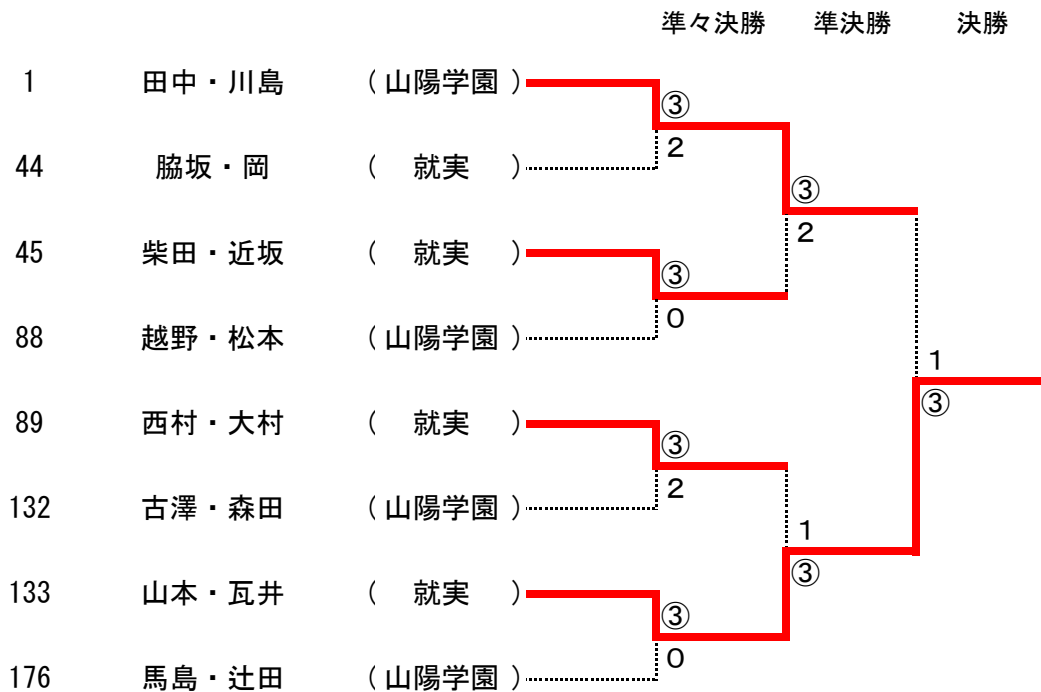 準々決勝 準決勝 決勝
1 田中・川島 (山陽学園)
③
2
44 脇坂・岡 ( 就実 )
③
2
45 柴田・近坂 ( 就実 )
③
0
88 越野・松本 (山陽学園)
1
③
89 西村・大村 ( 就実 )
③
2
132 古澤・森田 (山陽学園)
1
③
133 山本・瓦井 ( 就実 )
③
0
176 馬島・辻田 (山陽学園)